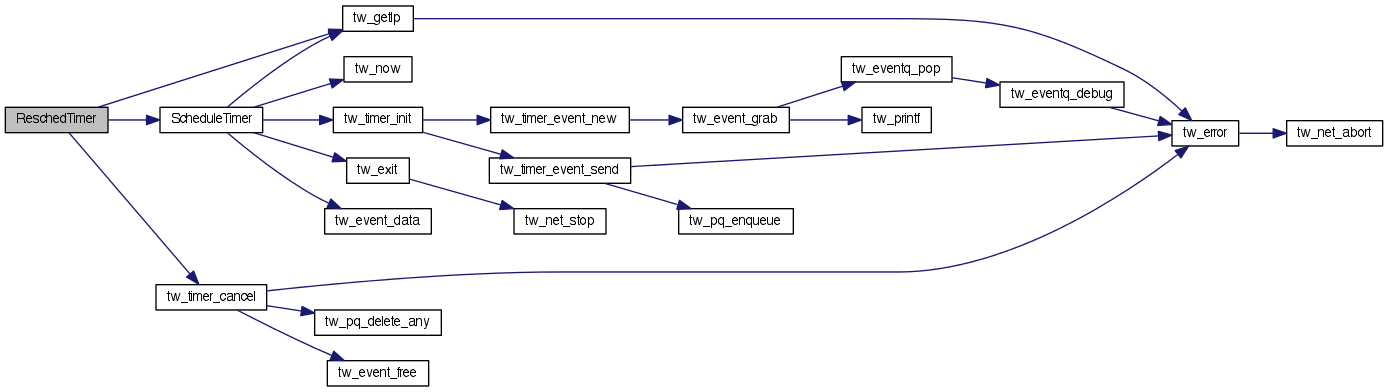 tw_getlp
tw_now
tw_eventq_pop
tw_eventq_debug
ReschedTimer
ScheduleTimer
tw_timer_init
tw_timer_event_new
tw_event_grab
tw_printf
tw_error
tw_net_abort
tw_exit
tw_timer_event_send
tw_event_data
tw_net_stop
tw_pq_enqueue
tw_timer_cancel
tw_pq_delete_any
tw_event_free